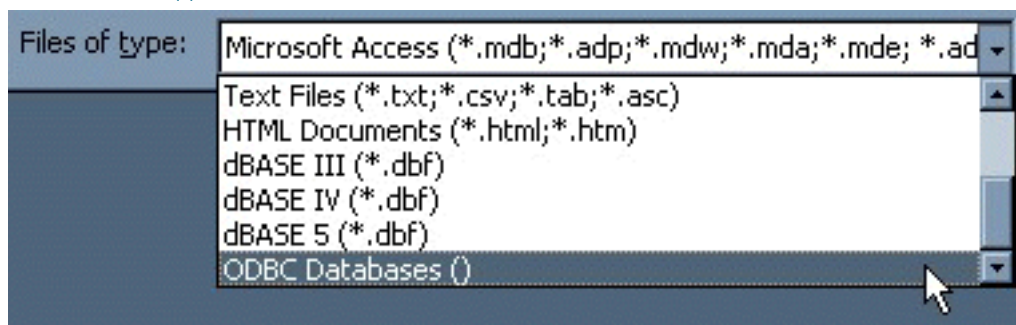 Files of type: Microsoft Access (*.mdb;*.adp;*.mdw;*.mda;*.mde; *.ad
Text Files (*.txt;*.csv;*.tab;*.asc)
HTML Documents (*.html;*.htm)
dBASE III (*.dbf)
dBASE IV (*.dbf)
dBASE 5 (*.dbf)
ODBC Databases ()